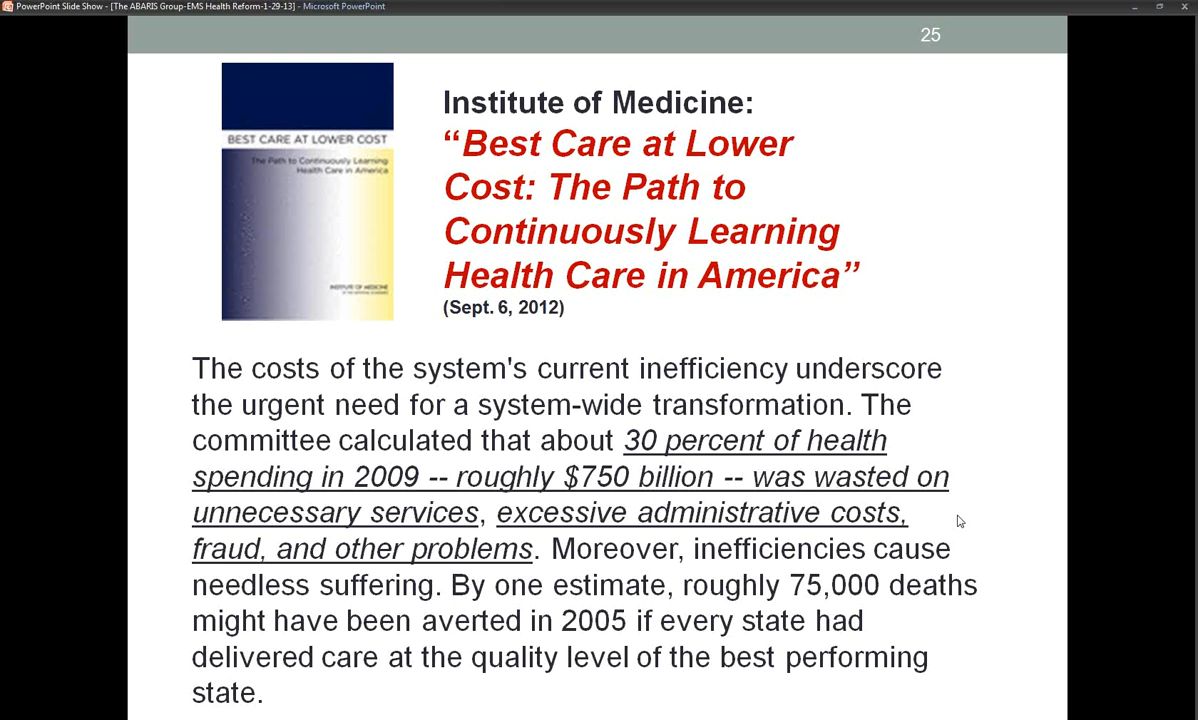 PowerPoint Slide Show - [The ABARIS Group-EMS Health Reform-1-29-13] - Microsoft PowerPoint
25
BEST CARE AT LOWER COST
The Path to Continuously Learning
Health Care in America
INSTITUTE OF MEDICINE
Institute of Medicine:
“Best Care at Lower
Cost: The Path to
Continuously Learning
Health Care in America”
(Sept. 6, 2012)
The costs of the system's current inefficiency underscore
the urgent need for a system-wide transformation. The
committee calculated that about 30 percent of health
spending in 2009 -- roughly $750 billion -- was wasted on
unnecessary services, excessive administrative costs,
fraud, and other problems. Moreover, inefficiencies cause
needless suffering. By one estimate, roughly 75,000 deaths
might have been averted in 2005 if every state had
delivered care at the quality level of the best performing
state.